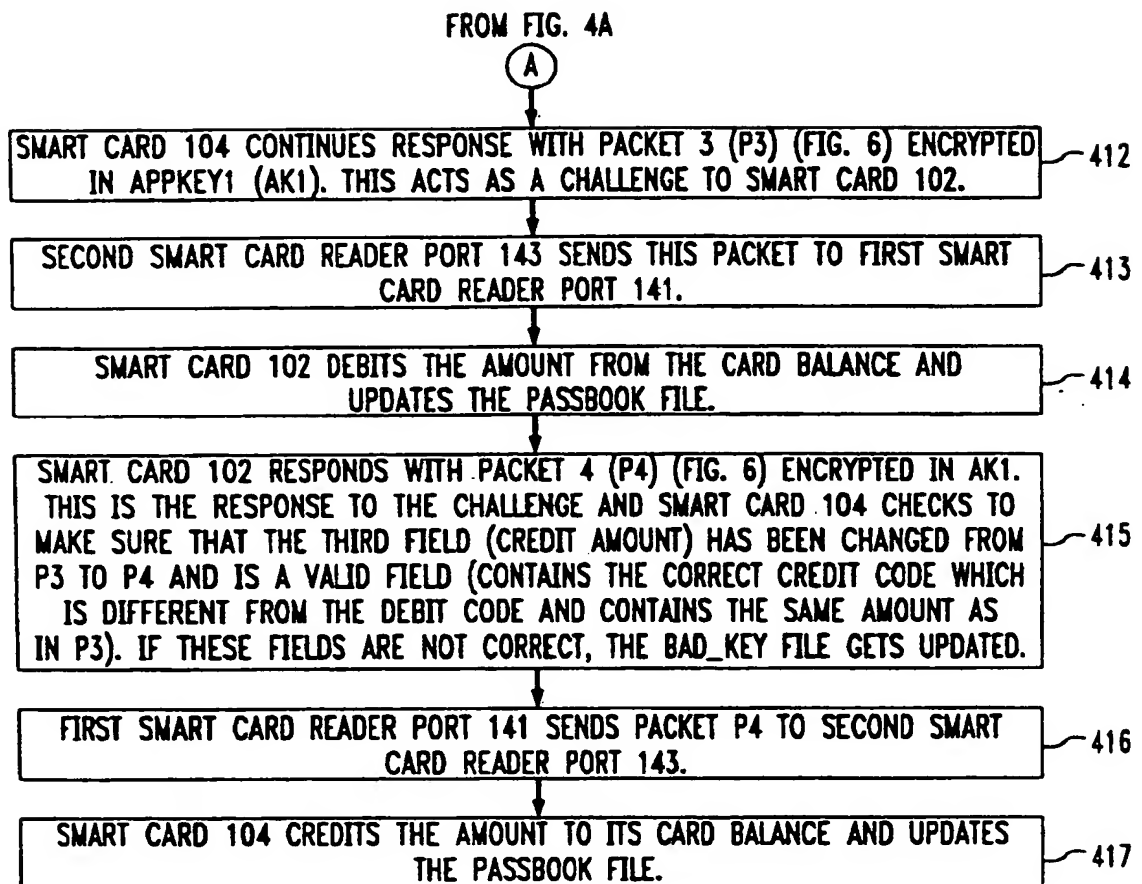 FROM FIG. 4A
A
SMART CARD 104 CONTINUES RESPONSE WITH PACKET 3 (P3) (FIG. 6) ENCRYPTED
IN APPKEY1 (AK1). THIS ACTS AS A CHALLENGE TO SMART CARD 102.
412
SECOND SMART CARD READER PORT 143 SENDS THIS PACKET TO FIRST SMART
CARD READER PORT 141.
413
SMART CARD 102 DEBITS THE AMOUNT FROM THE CARD BALANCE AND
UPDATES THE PASSBOOK FILE.
414
SMART CARD 102 RESPONDS WITH PACKET 4 (P4) (FIG. 6) ENCRYPTED IN AK1.
THIS IS THE RESPONSE TO THE CHALLENGE AND SMART CARD 104 CHECKS TO
MAKE SURE THAT THE THIRD FIELD (CREDIT AMOUNT) HAS BEEN CHANGED FROM
P3 TO P4 AND IS A VALID FIELD (CONTAINS THE CORRECT CREDIT CODE WHICH
IS DIFFERENT FROM THE DEBIT CODE AND CONTAINS THE SAME AMOUNT AS
IN P3). IF THESE FIELDS ARE NOT CORRECT, THE BAD_KEY FILE GETS UPDATED.
415
FIRST SMART CARD READER PORT 141 SENDS PACKET P4 TO SECOND SMART
CARD READER PORT 143.
416
SMART CARD 104 CREDITS THE AMOUNT TO ITS CARD BALANCE AND UPDATES
THE PASSBOOK FILE.
417